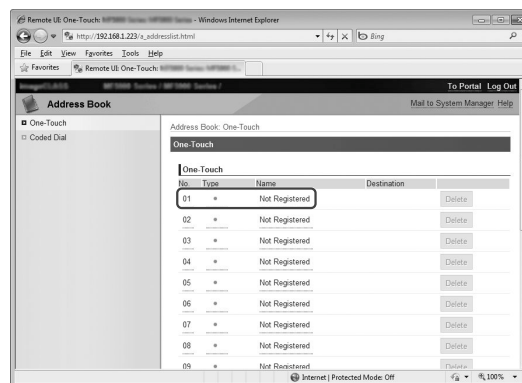 Remote UI: One-Touch: - Windows Internet Explorer
http://192.168.1.223/a_addresslist.html
Bing
File Edit View Favorites Tools Help
Favorites Remote UI: One-Touch:
To Portal Log Out
Address Book Mail to System Manager Help
One-Touch
Coded Dial
Address Book: One-Touch
One-Touch
One-Touch
No. Type Name Destination
01 Not Registered Delete
02 Not Registered Delete
03 Not Registered Delete
04 Not Registered Delete
05 Not Registered Delete
06 Not Registered Delete
07 Not Registered Delete
08 Not Registered Delete
09 Not Registered Delete
Internet | Protected Mode: Off 100%